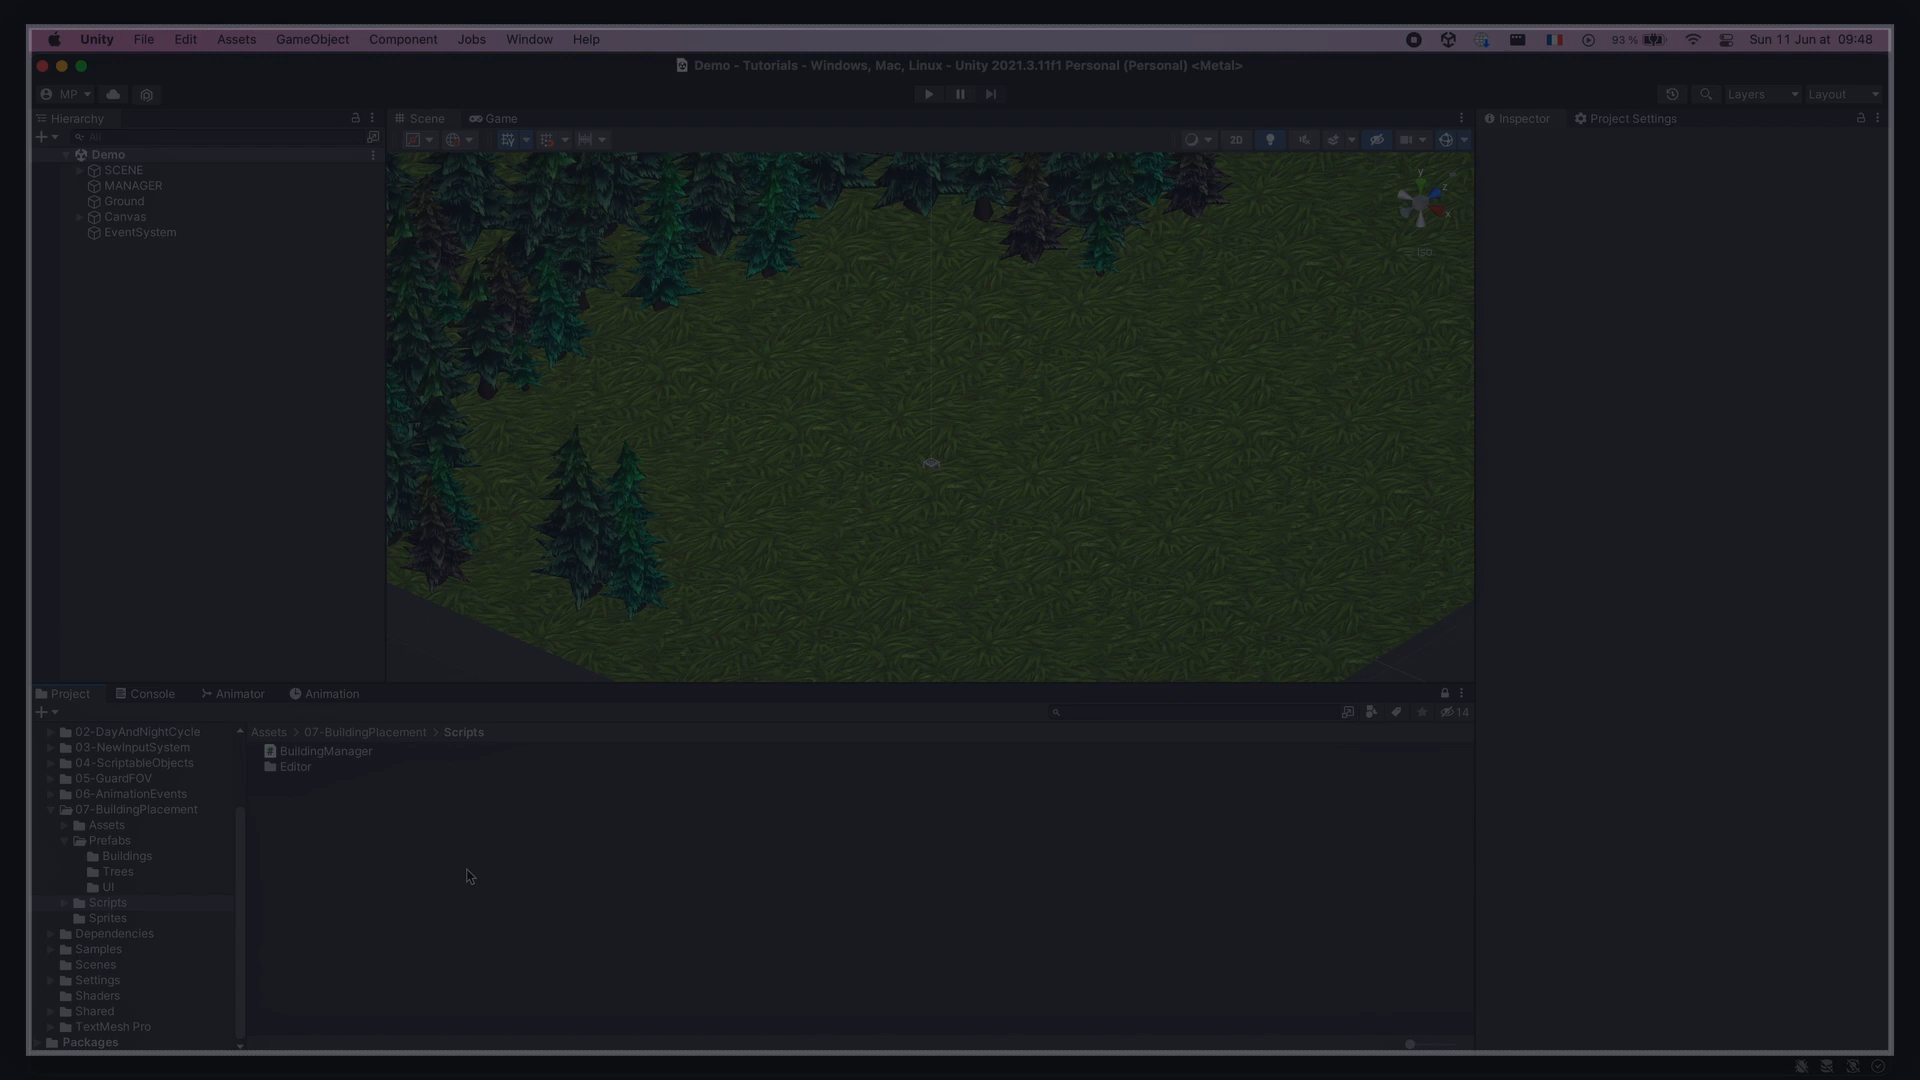 Unity File Edit Assets GameObject Component Jobs Window Help 93 % Sun 11 Jun at 09:48
Demo - Tutorials - Windows, Mac, Linux - Unity 2021.3.11f1 Personal (Personal) <Metal>
MP Layers Layout
Hierarchy Scene Game Inspector Project Settings
All 2D
Demo
SCENE
MANAGER
Ground
Canvas
EventSystem
y
z
x
Iso
Project Console Animator Animation
14
02-DayAndNightCycle Assets > 07-BuildingPlacement > Scripts
03-NewInputSystem BuildingManager
04-ScriptableObjects Editor
05-GuardFOV
06-AnimationEvents
07-BuildingPlacement
Assets
Prefabs
Buildings
Trees
UI
Scripts
Sprites
Dependencies
Samples
Scenes
Settings
Shaders
Shared
TextMesh Pro
Packages